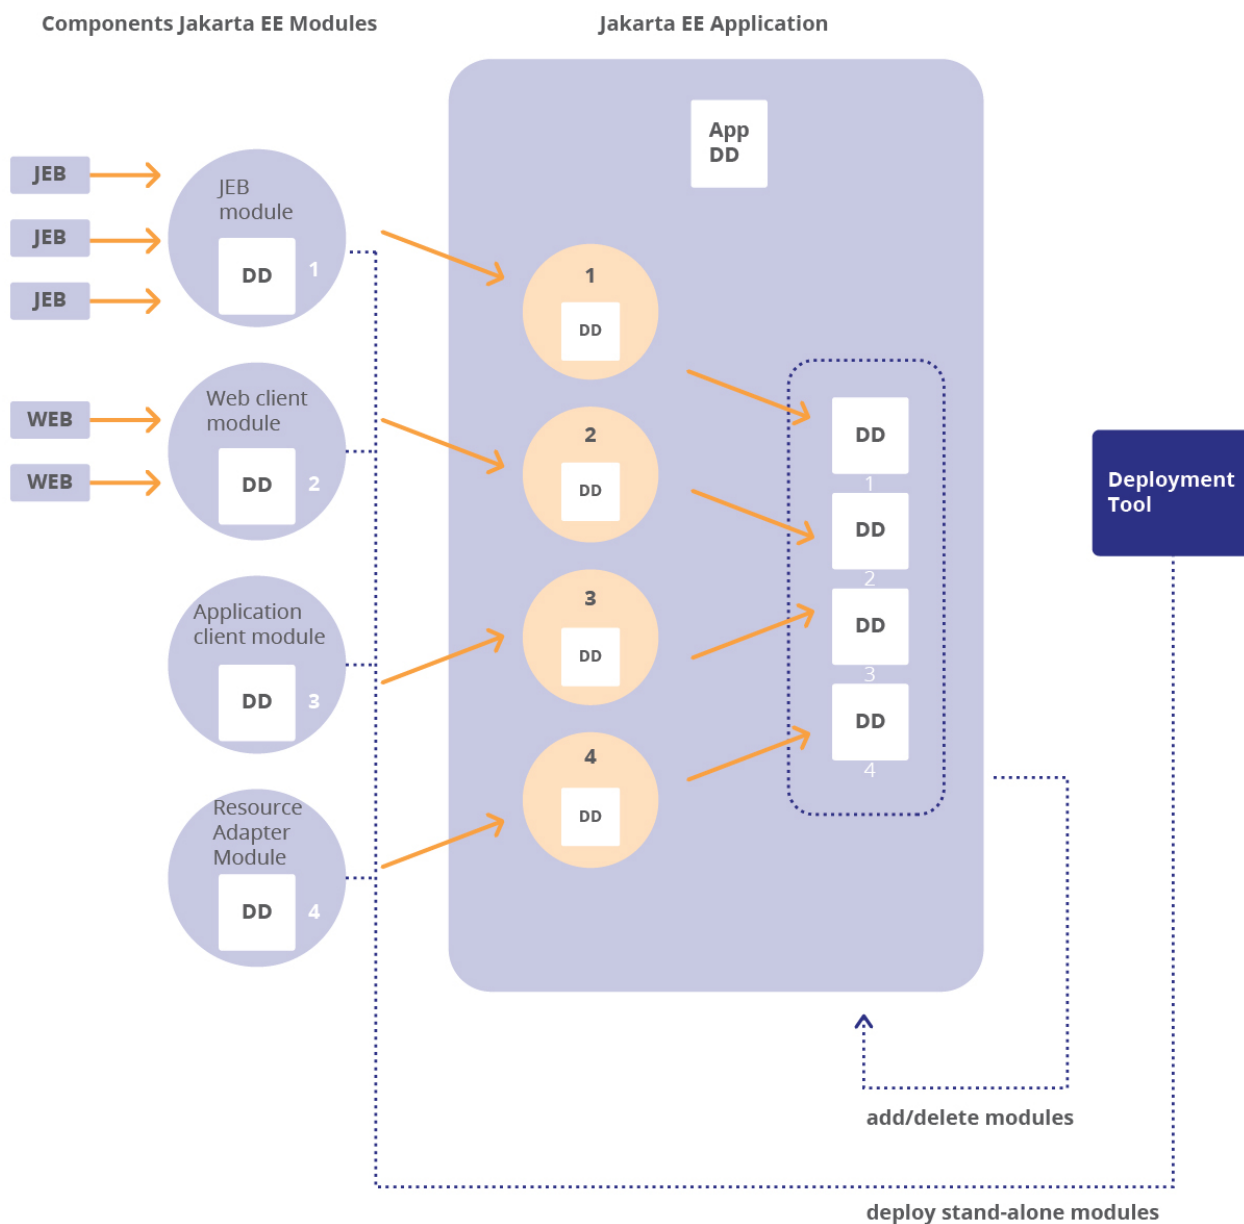 Components Jakarta EE Modules
Jakarta EE Application
App
DD
JEB
JEB
JEB
JEB
module
DD
1
WEB
WEB
Web client
module
DD
2
Application
client module
DD
3
Resource
Adapter
Module
DD
4
1
DD
2
DD
3
DD
4
DD
DD
1
DD
2
DD
3
DD
4
Deployment
Tool
add/delete modules
deploy stand-alone modules